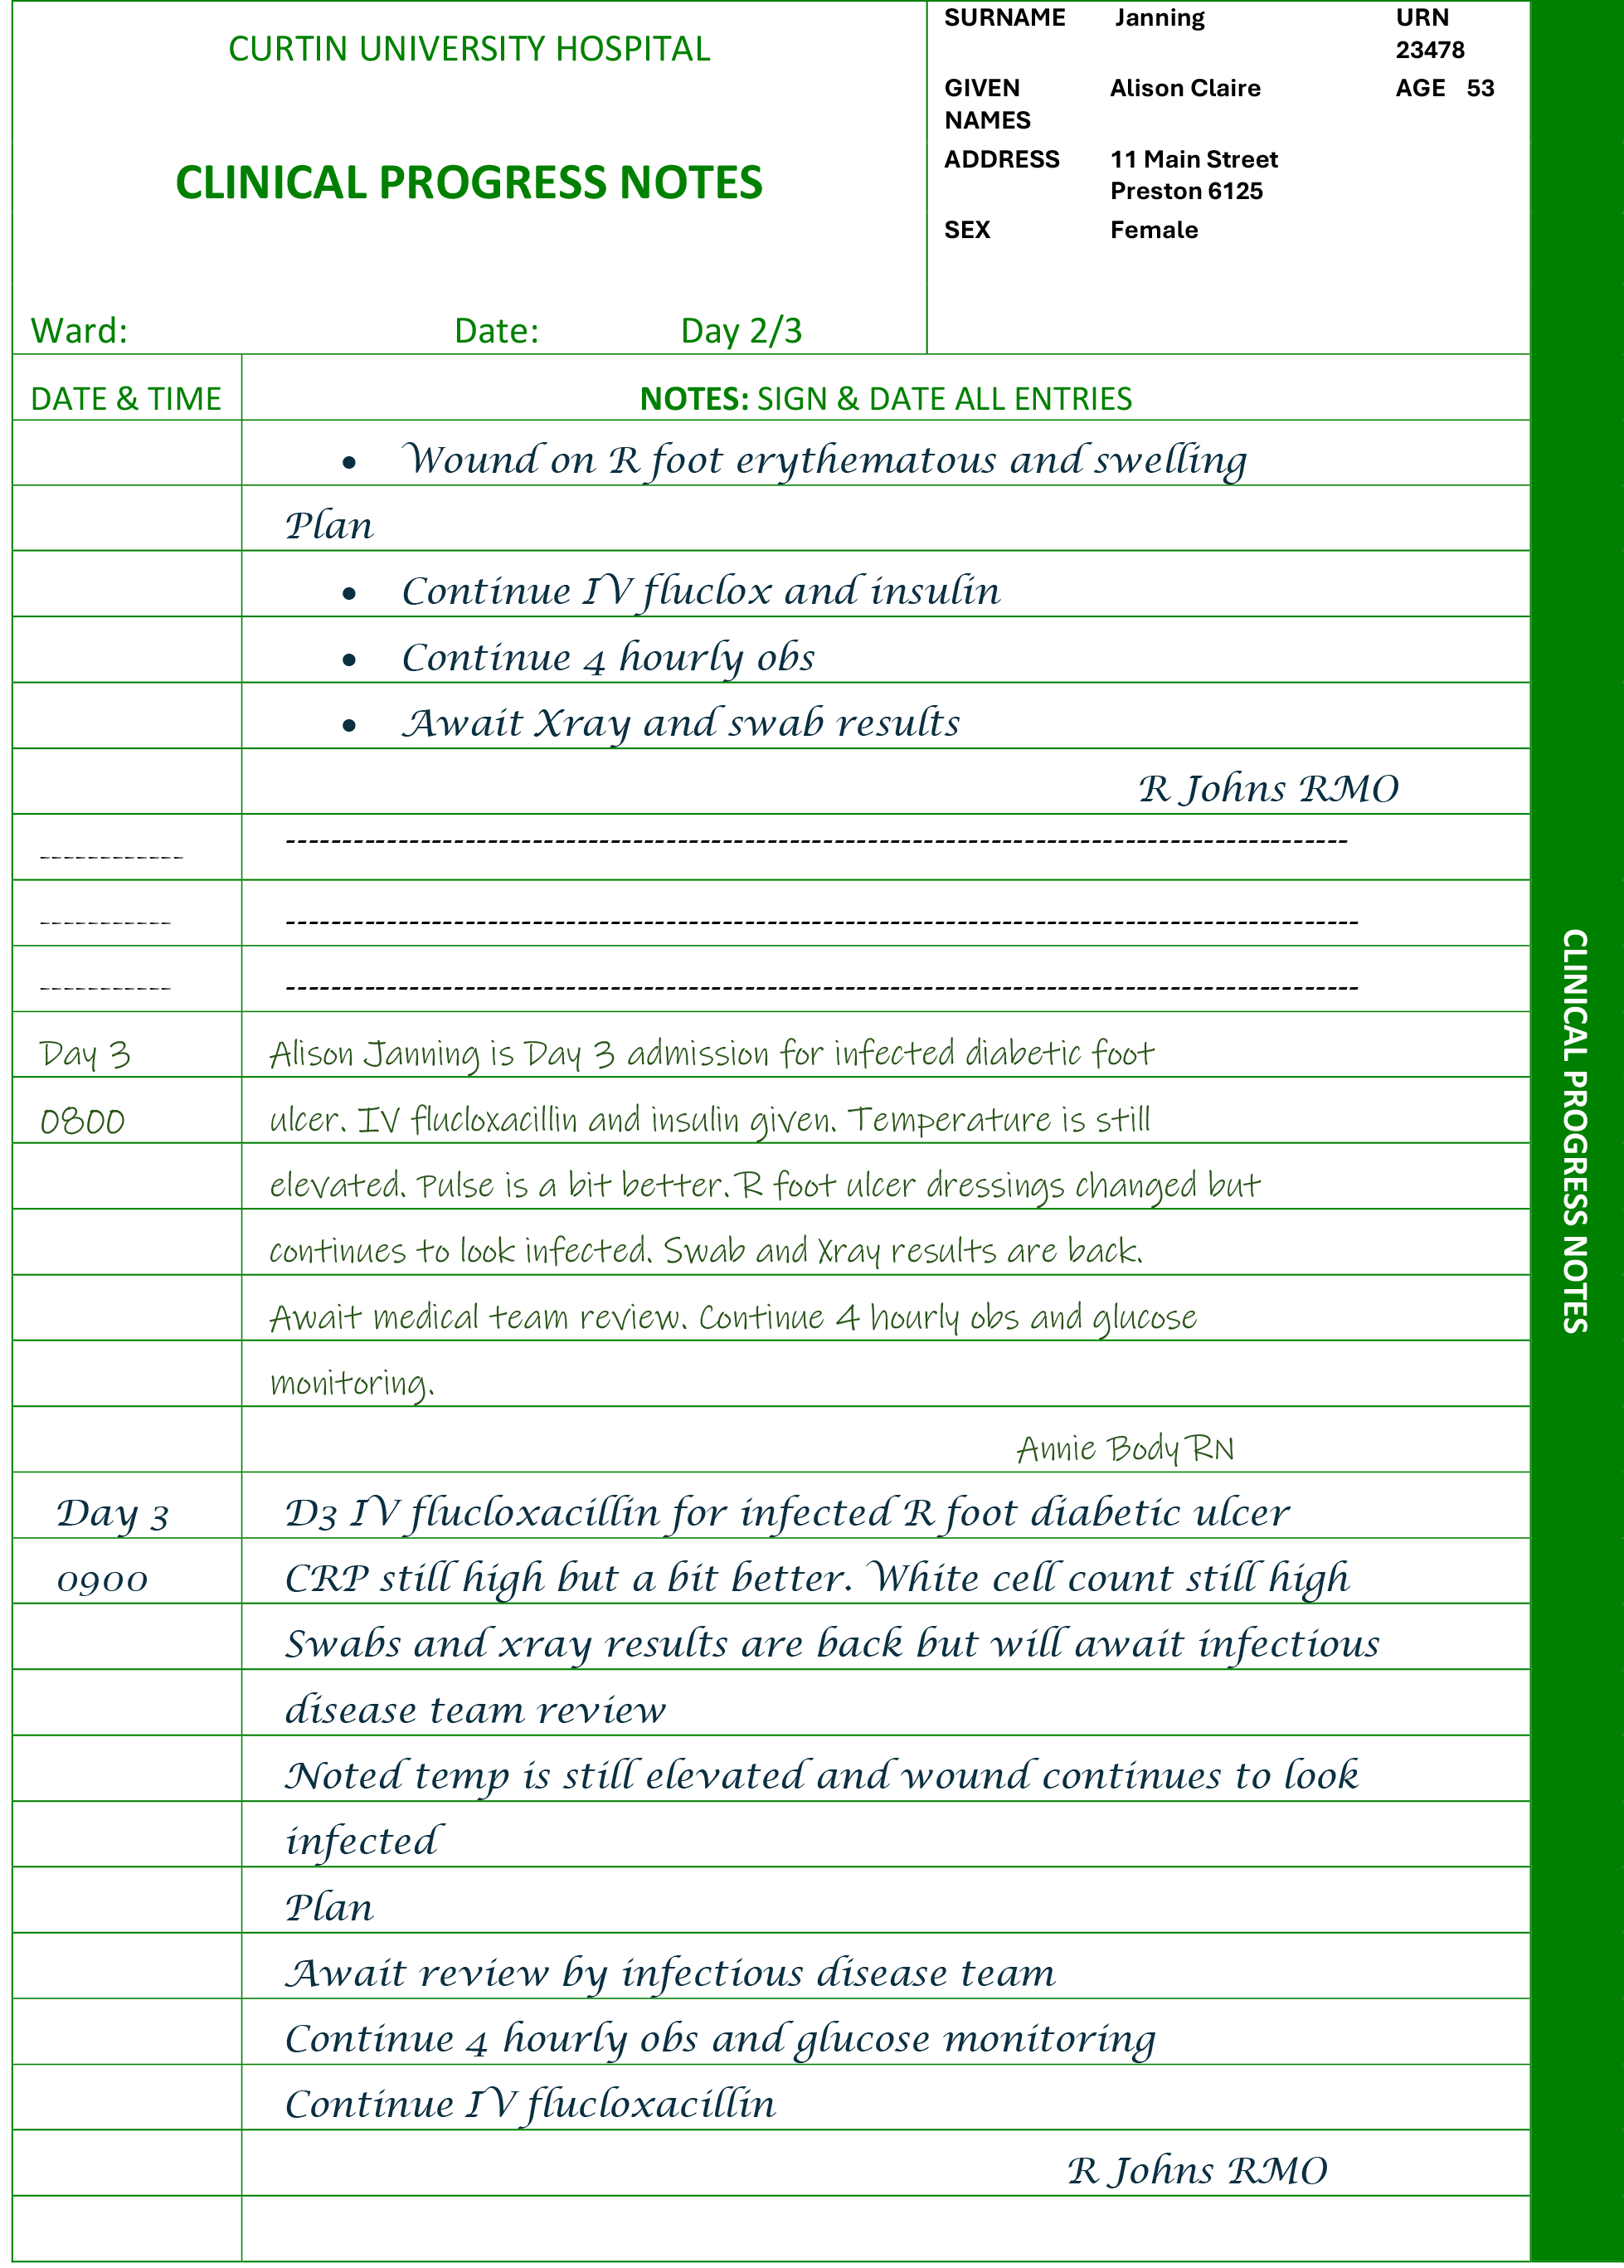 CURTIN UNIVERSITY HOSPITAL
CLINICAL PROGRESS NOTES
Ward: Date: Day 2/3
SURNAME Janning URN
23478
GIVEN Alison Claire AGE 53
NAMES
ADDRESS 11 Main Street
Preston 6125
SEX Female
DATE & TIME NOTES: SIGN & DATE ALL ENTRIES
• Wound on R foot erythematous and swelling
Plan
• Continue IV fluclox and insulin
• Continue 4 hourly obs
• Await Xray and swab results
R Johns RMO
Day 3 Alison Janning is Day 3 admission for infected diabetic foot
0800 ulcer. IV flucloxacillin and insulin given. Temperature is still
elevated. Pulse is a bit better. R foot ulcer dressings changed but
continues to look infected. Swab and Xray results are back.
Await medical team review. Continue 4 hourly obs and glucose
monitoring.
Annie Body RN
Day 3 D3 IV flucloxacillin for infected R foot diabetic ulcer
0900 CRP still high but a bit better. White cell count still high
Swabs and xray results are back but will await infectious
disease team review
Noted temp is still elevated and wound continues to look
infected
Plan
Await review by infectious disease team
Continue 4 hourly obs and glucose monitoring
Continue IV flucloxacillin
R Johns RMO
CLINICAL PROGRESS NOTES